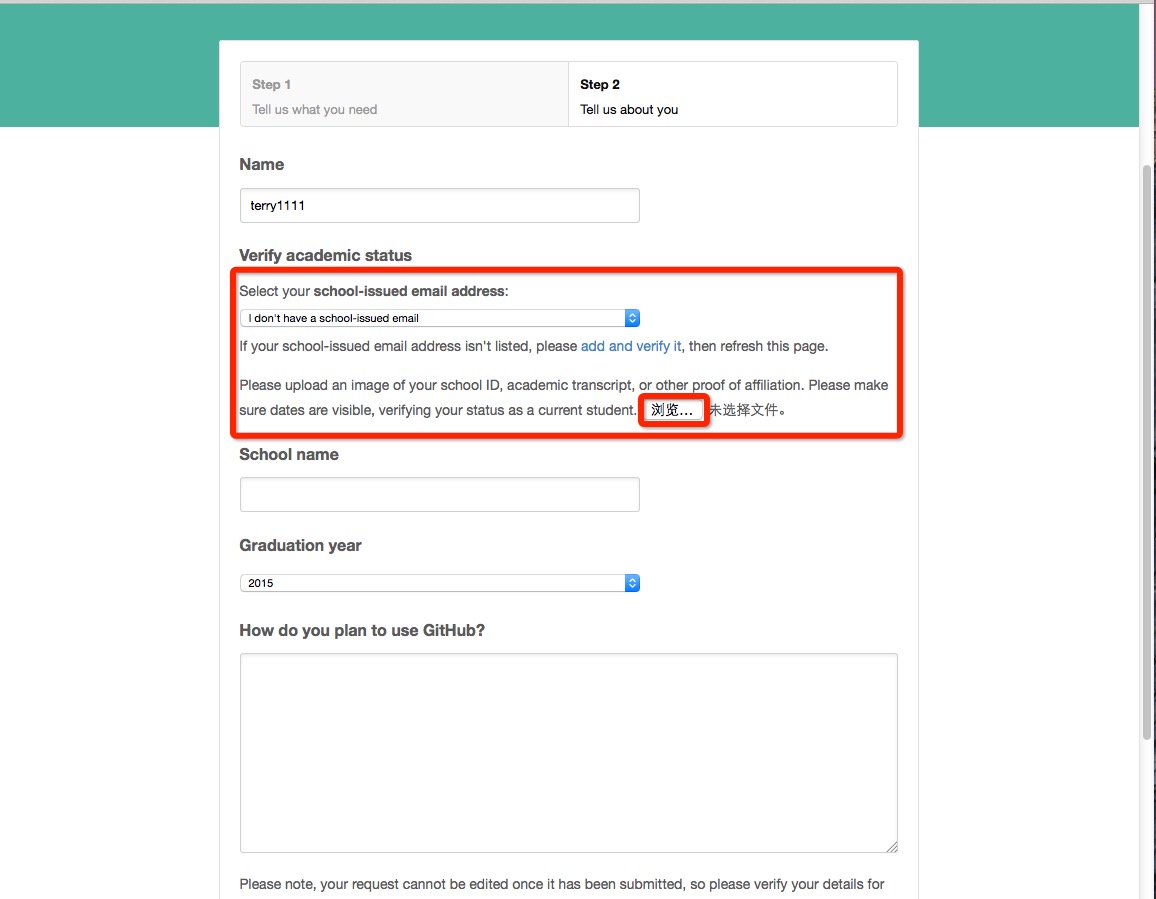 Step 1
Tell us what you need
Step 2
Tell us about you
Name
terry1111
Verify academic status
Select your school-issued email address:
I don't have a school-issued email
If your school-issued email address isn't listed, please add and verify it, then refresh this page.
Please upload an image of your school ID, academic transcript, or other proof of affiliation. Please make
sure dates are visible, verifying your status as a current student. 浏览... 未选择文件。
School name
Graduation year
2015
How do you plan to use GitHub?
Please note, your request cannot be edited once it has been submitted, so please verify your details for